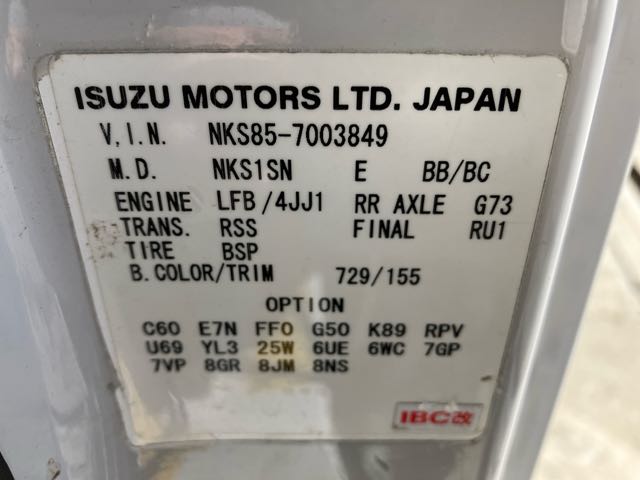 ISUZU MOTORS LTD. JAPAN
V.I.N. NKS85-7003849
M.D. NKS1SN E BB/BC
ENGINE LFB/4JJ1 RR AXLE G73
TRANS. RSS FINAL RU1
TIRE BSP
B.COLOR/TRIM 729/155
OPTION
C60 E7N FF0 G50 K89 RPV
U69 YL3 25W 6UE 6WC 7GP
7VP 8GR 8JM 8NS
IBC改